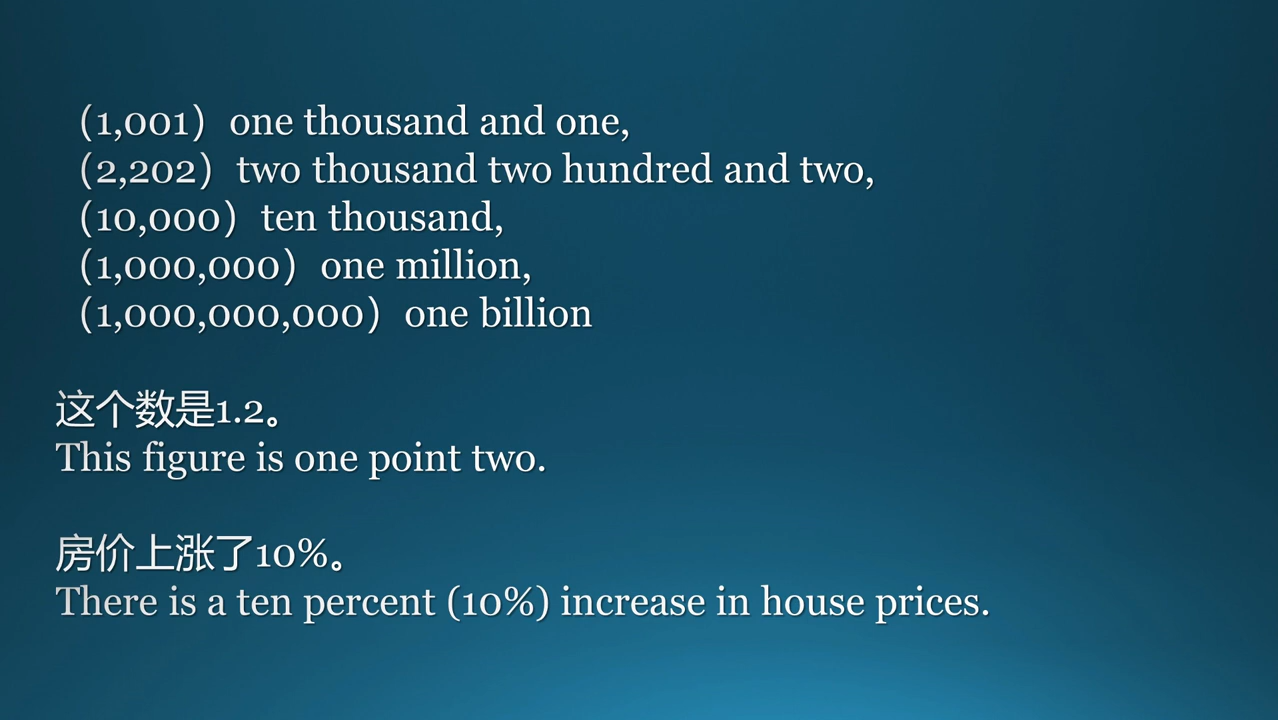 （1,001）one thousand and one,
（2,202）two thousand two hundred and two,
（10,000）ten thousand,
（1,000,000）one million,
（1,000,000,000）one billion
这个数是1.2。
This figure is one point two.
房价上涨了10%。
There is a ten percent (10%) increase in house prices.